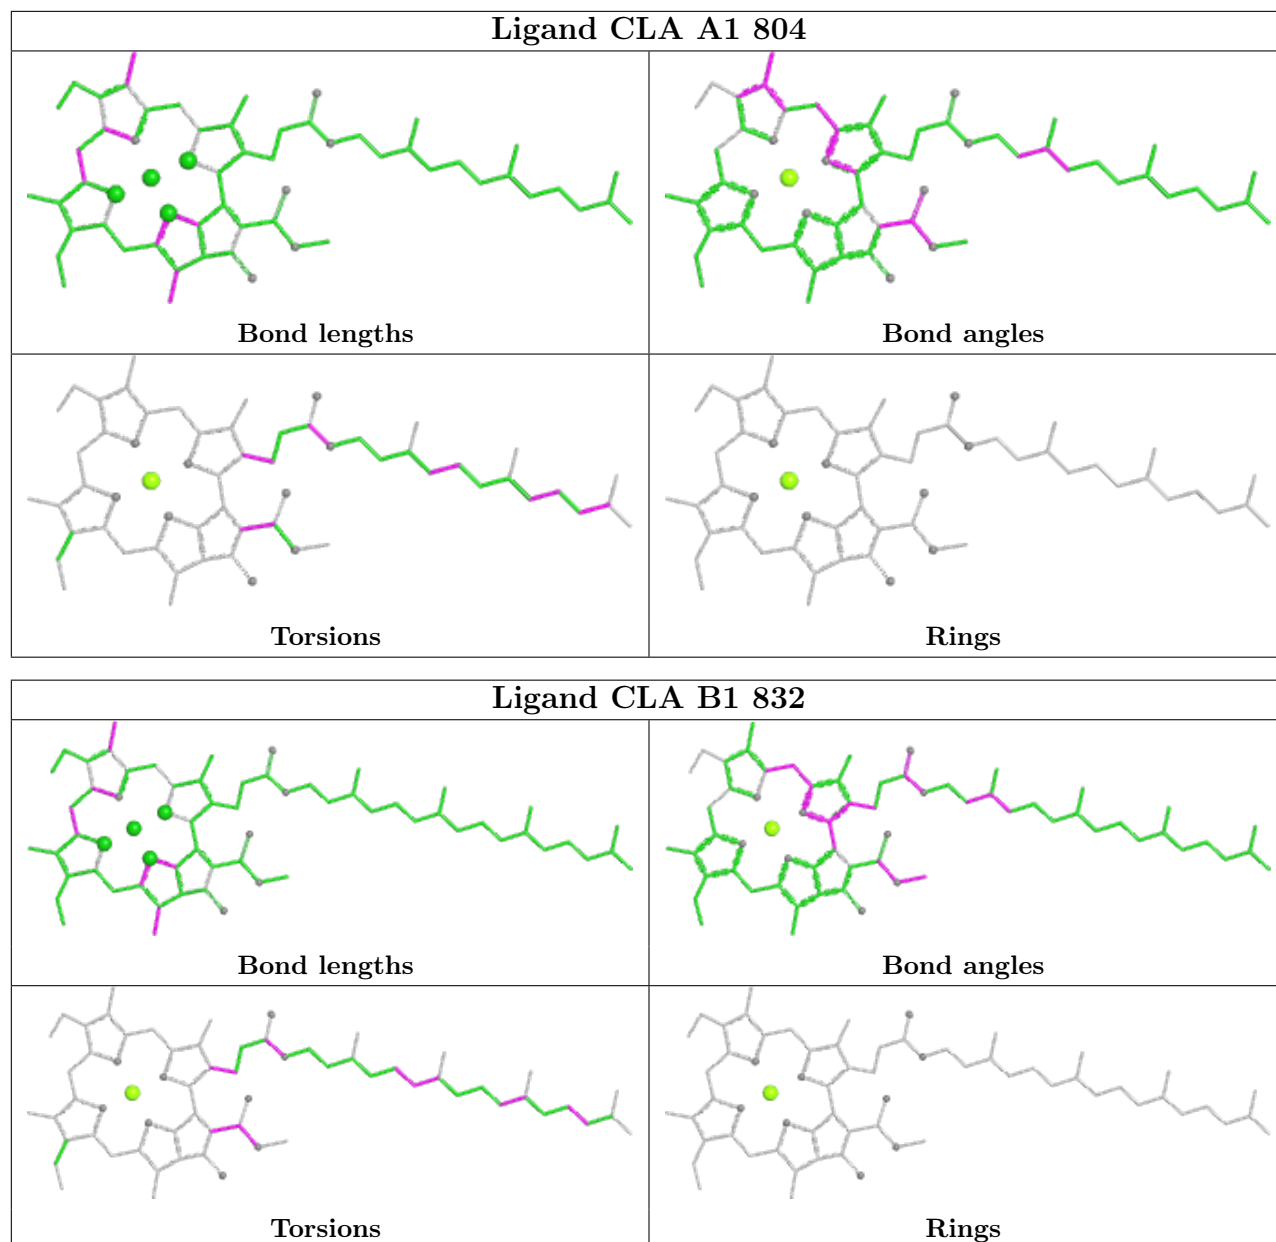 Ligand CLA A1 804
Bond lengths
Bond angles
Torsions
Rings
Ligand CLA B1 832
Bond lengths
Bond angles
Torsions
Rings